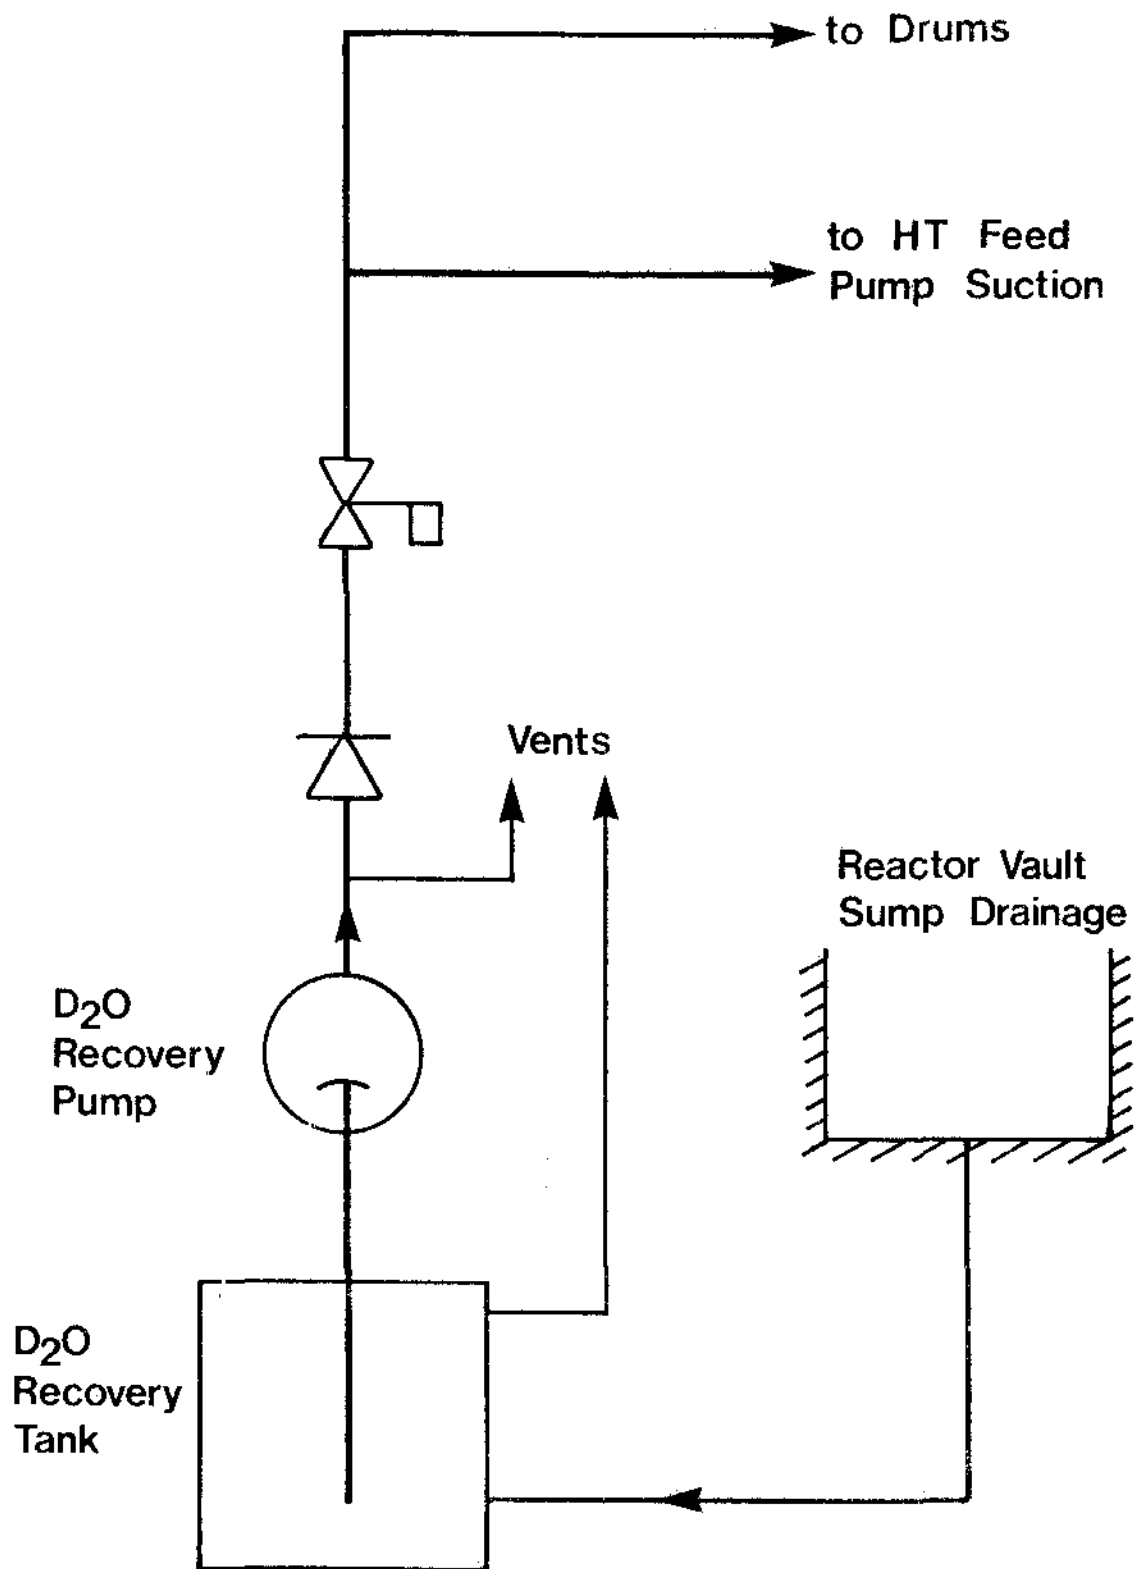 to Drums
to HT Feed
Pump Suction
Vents
Reactor Vault
Sump Drainage
D2O
Recovery
Pump
D2O
Recovery
Tank